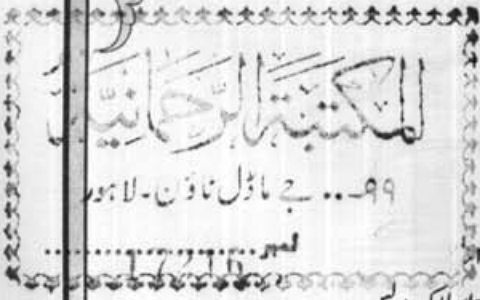 المكتبة الرحمانية
۹۹۔۔۔ جے ماڈل ٹاؤن۔ لاہور
نمبر